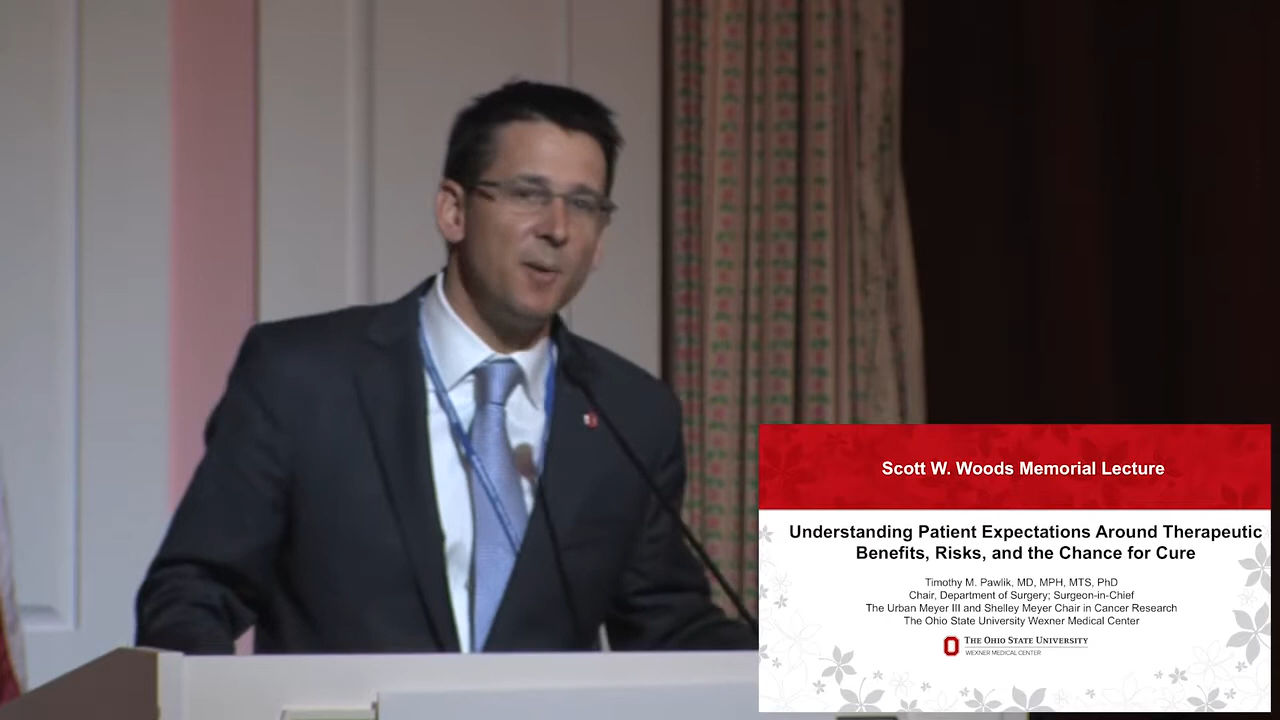 Scott W. Woods Memorial Lecture
Understanding Patient Expectations Around Therapeutic
Benefits, Risks, and the Chance for Cure
Timothy M. Pawlik, MD, MPH, MTS, PhD
Chair, Department of Surgery; Surgeon-in-Chief
The Urban Meyer III and Shelley Meyer Chair in Cancer Research
The Ohio State University Wexner Medical Center
The Ohio State University
WEXNER MEDICAL CENTER